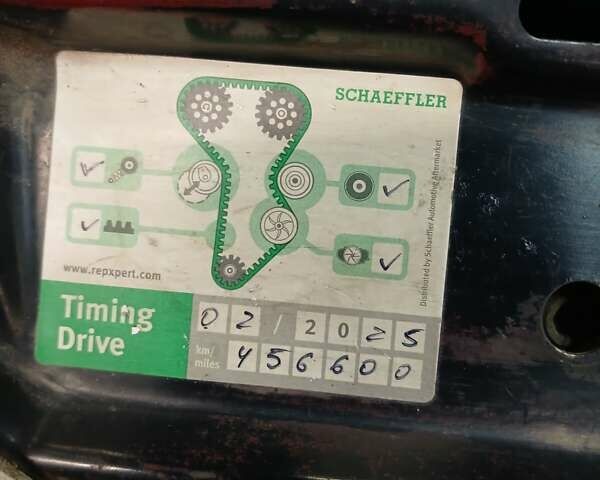 SCHAEFFLER
Distributed by Schaeffler Automotive Aftermarket
www.repxpert.com
Timing
Drive
02/2025
km/
miles
456600